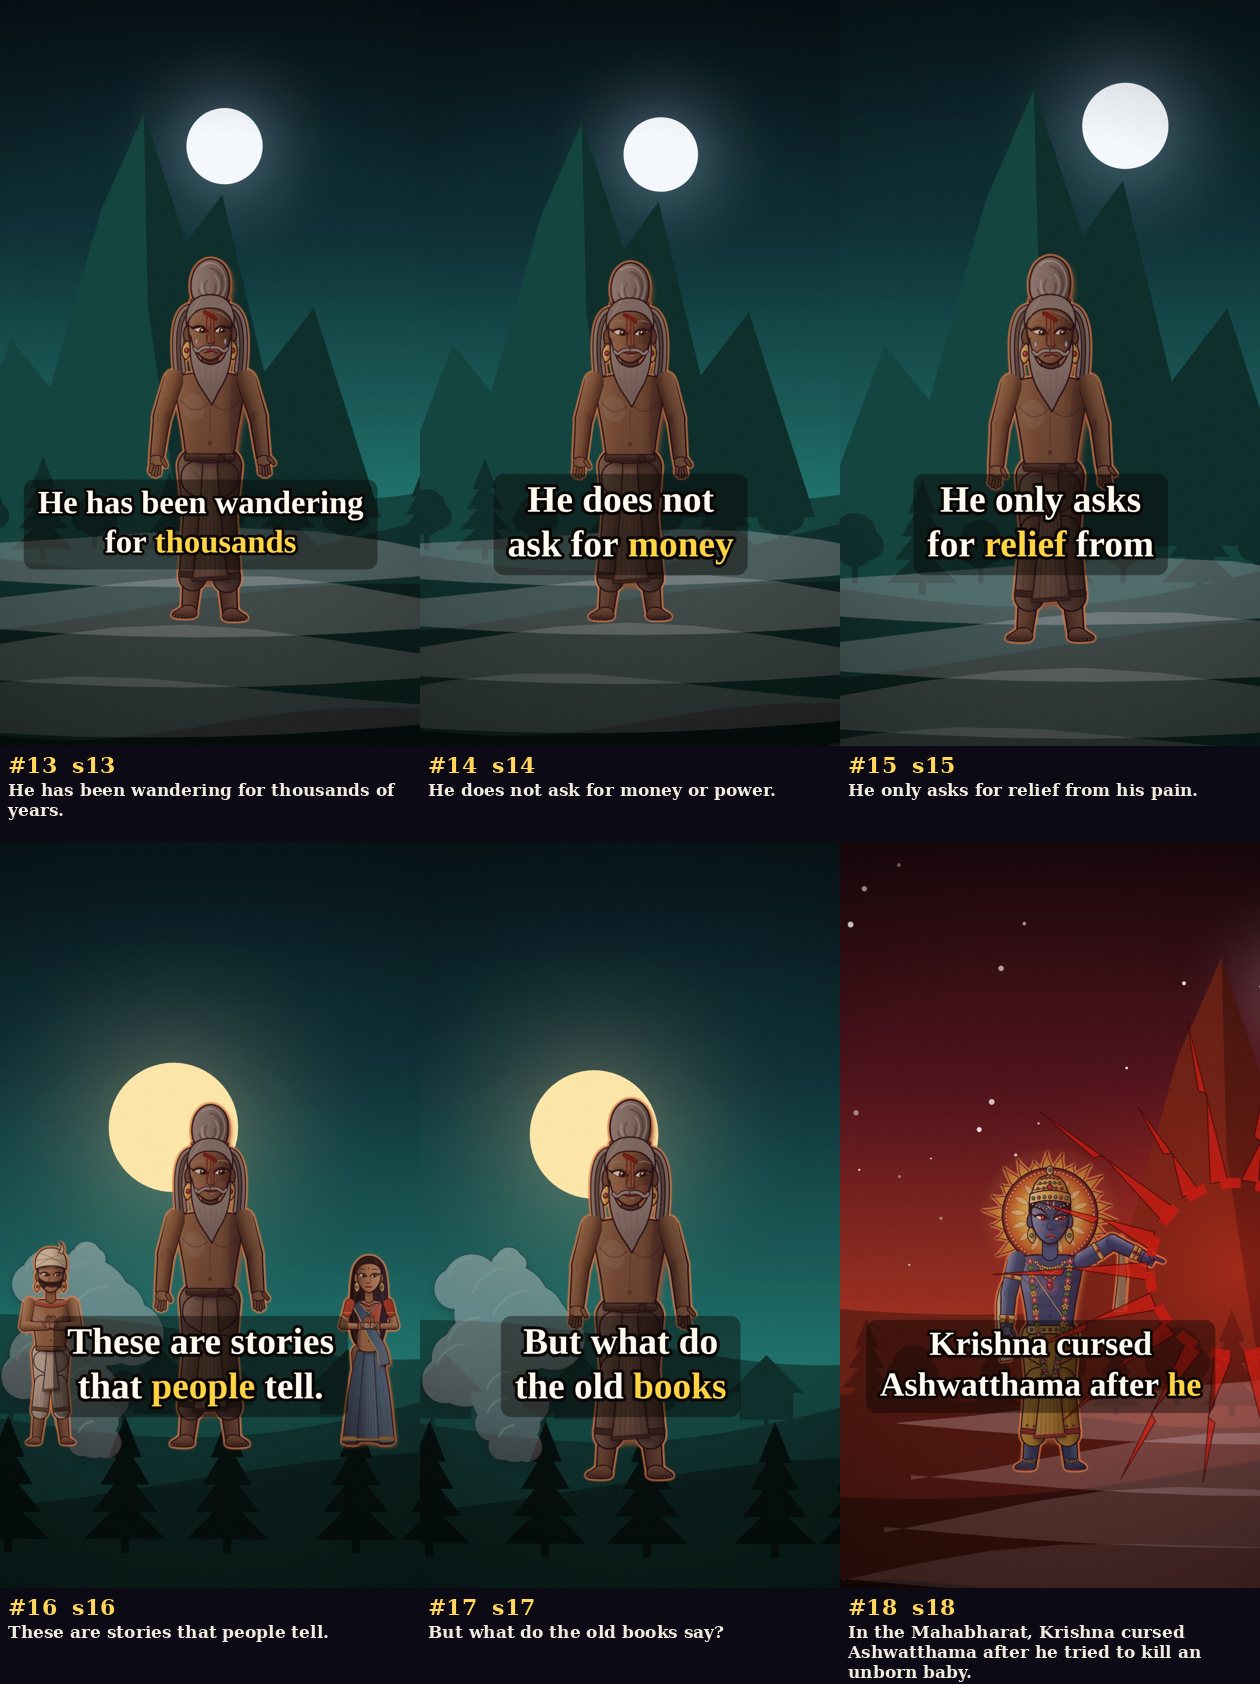 He has been wandering
for thousands
He does not
ask for money
He only asks
for relief from
#13 s13
He has been wandering for thousands of
years.
#14 s14
He does not ask for money or power.
#15 s15
He only asks for relief from his pain.
These are stories
that people tell.
But what do
the old books
Krishna cursed
Ashwatthama after he
#16 s16
These are stories that people tell.
#17 s17
But what do the old books say?
#18 s18
In the Mahabharat, Krishna cursed
Ashwatthama after he tried to kill an
unborn baby.